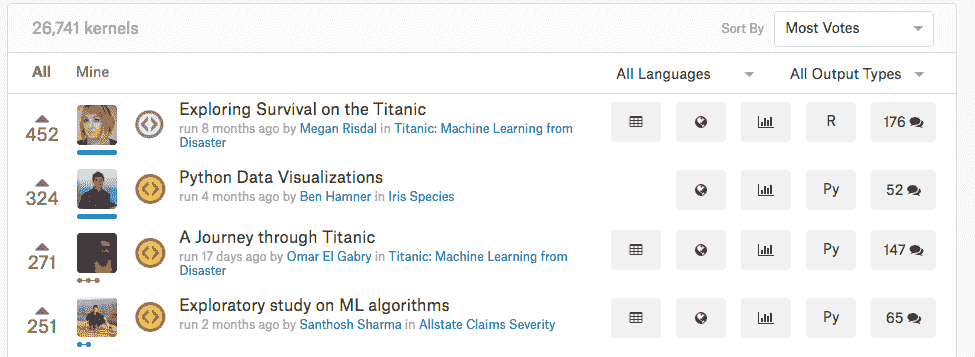 26,741 kernels
Sort By Most Votes
All Mine All Languages All Output Types
452 Exploring Survival on the Titanic R 176
run 8 months ago by Megan Risdal in Titanic: Machine Learning from
Disaster
324 Python Data Visualizations Py 52
run 4 months ago by Ben Hamner in Iris Species
271 A Journey through Titanic Py 147
run 17 days ago by Omar El Gabry in Titanic: Machine Learning from
Disaster
251 Exploratory study on ML algorithms Py 65
run 2 months ago by Santhosh Sharma in Allstate Claims Severity